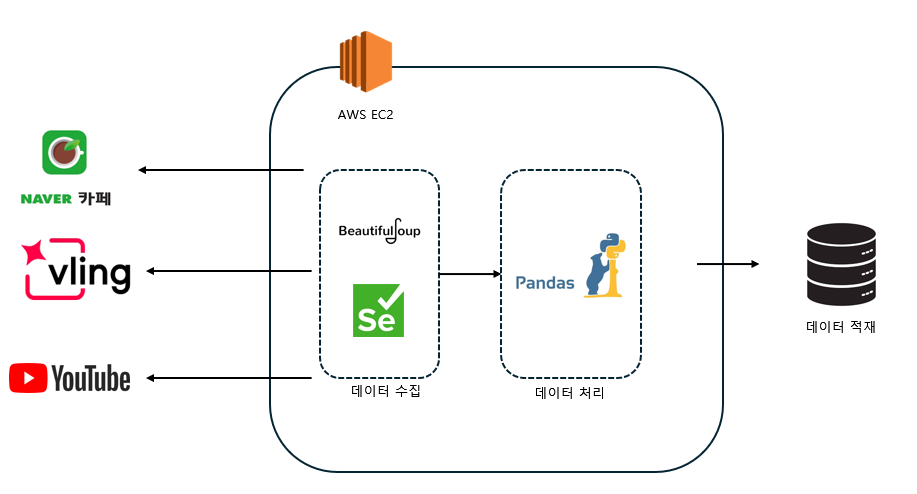 AWS EC2
NAVER 카페
BeautifulSoup
vling
Pandas
Se
데이터 적재
YouTube
데이터 수집
데이터 처리